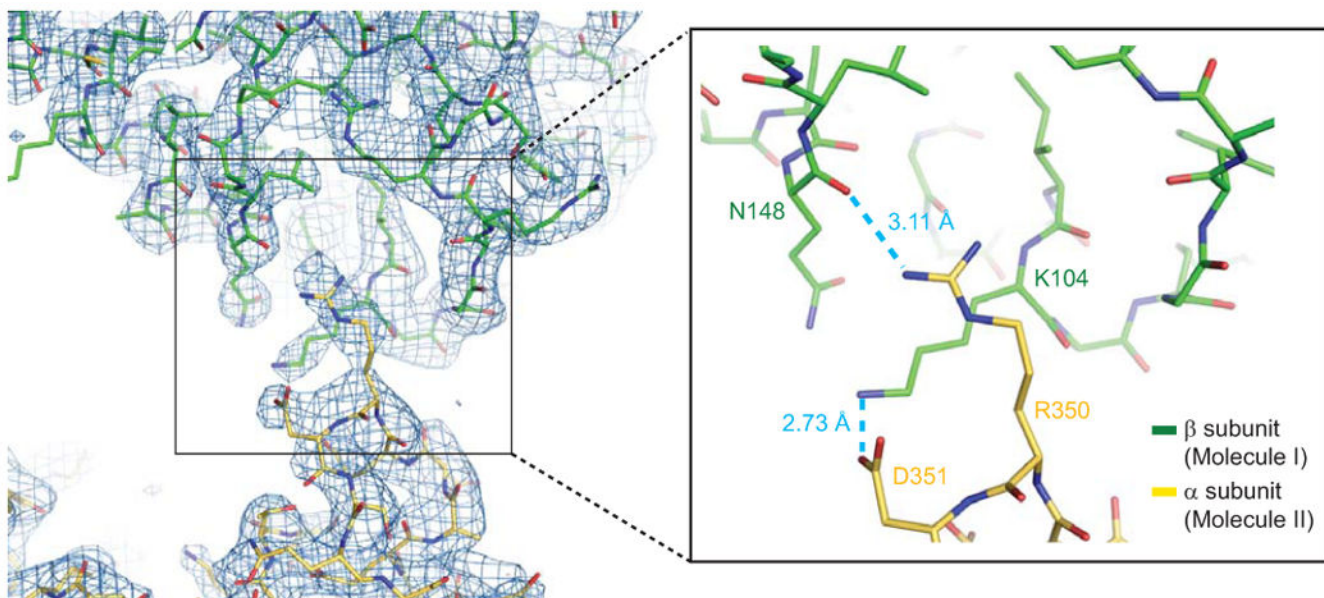 3.11 Å
N148
K104
2.73 Å
R350
D351
β subunit
(Molecule I)
α subunit
(Molecule II)